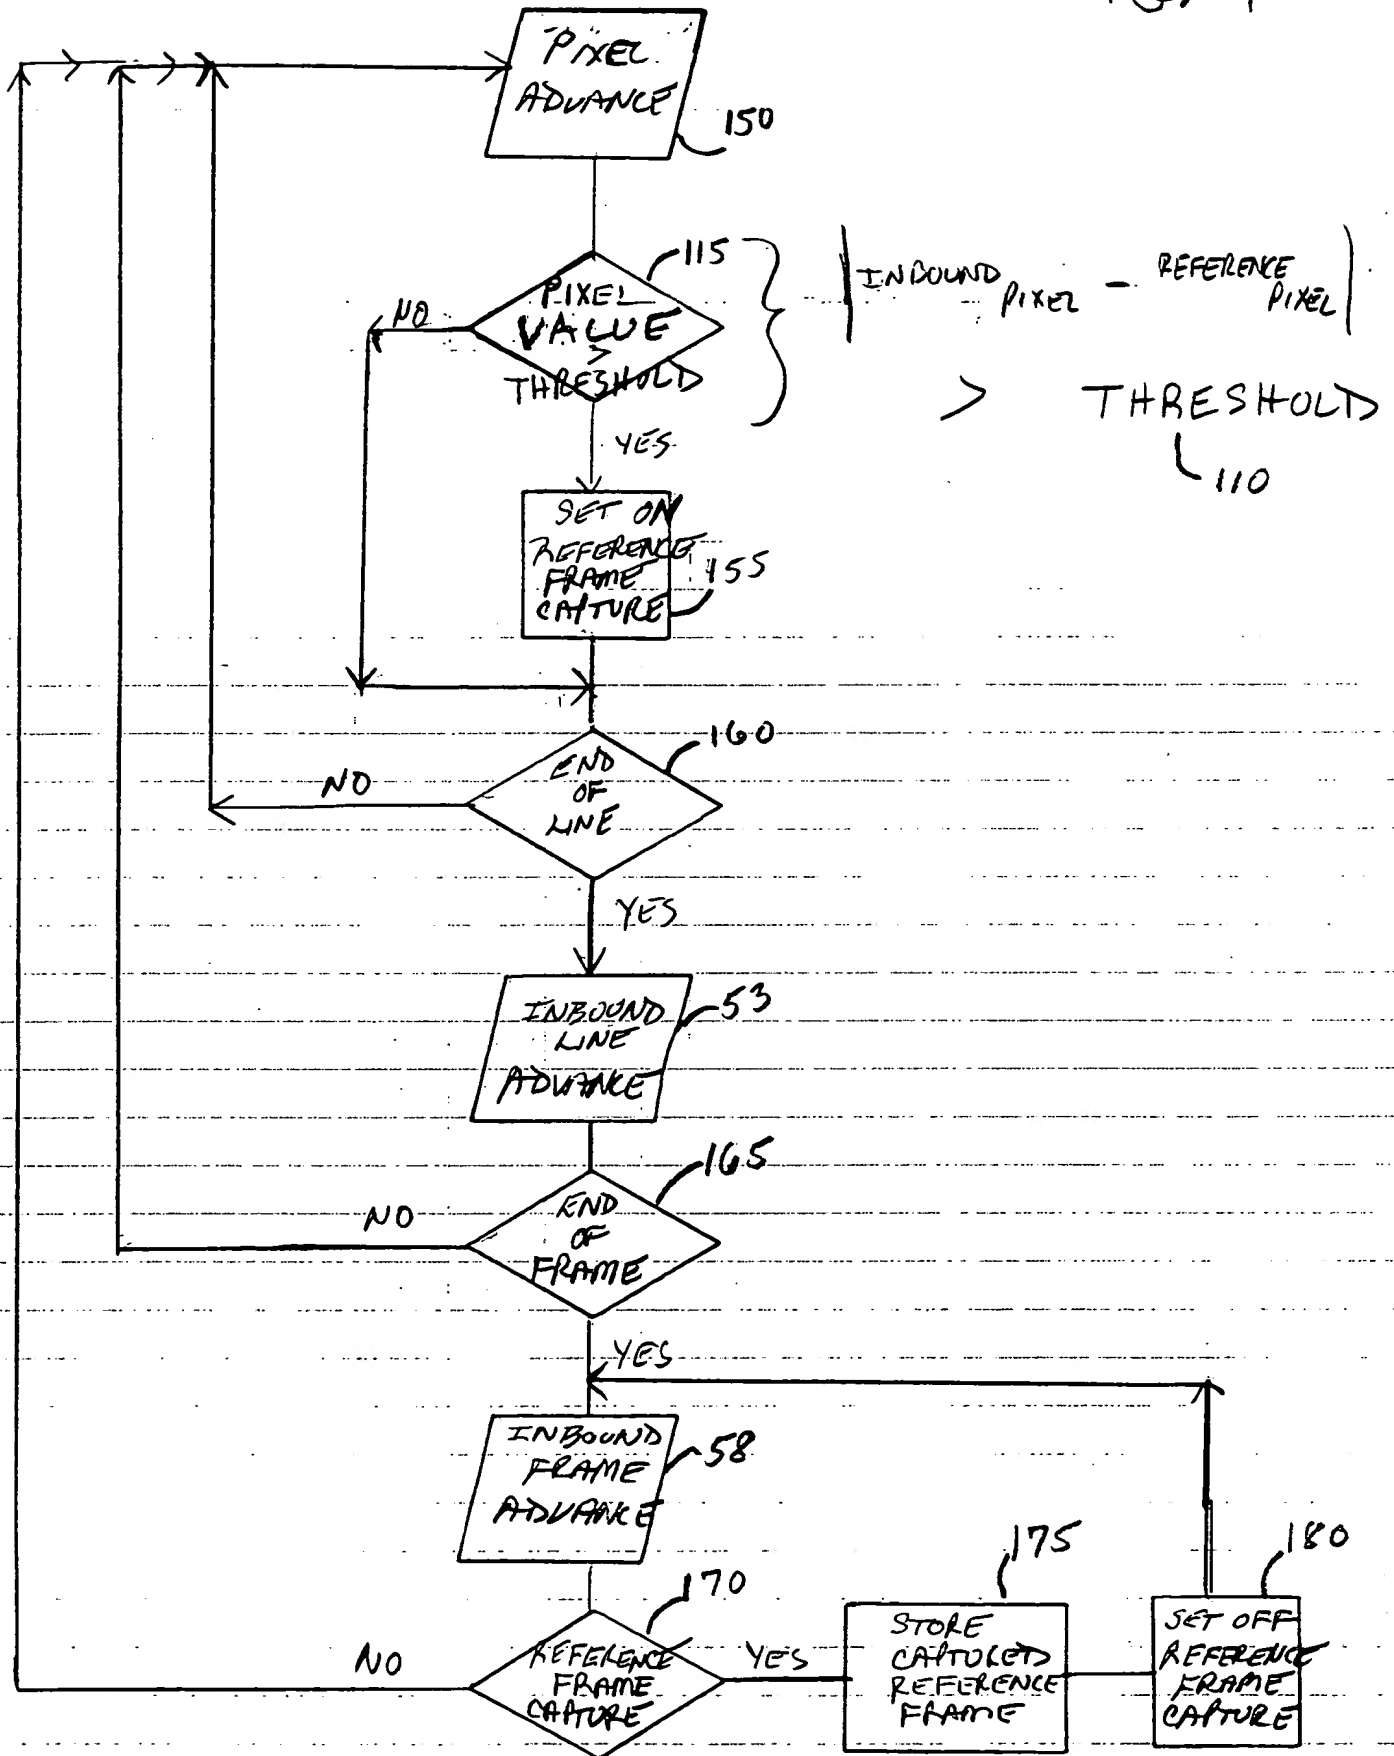 PIXEL
ADVANCE
150
115
PIXEL
VALUE
>
THRESHOLD
NO
| INBOUND PIXEL - REFERENCE PIXEL |
> THRESHOLD
110
YES
SET ON
REFERENCE
FRAME
CAPTURE
155
160
END
OF
LINE
NO
YES
INBOUND
LINE
ADVANCE
53
165
END
OF
FRAME
NO
YES
INBOUND
FRAME
ADVANCE
58
170
REFERENCE
FRAME
CAPTURE
NO
YES
175
STORE
CAPTURED
REFERENCE
FRAME
180
SET OFF
REFERENCE
FRAME
CAPTURE